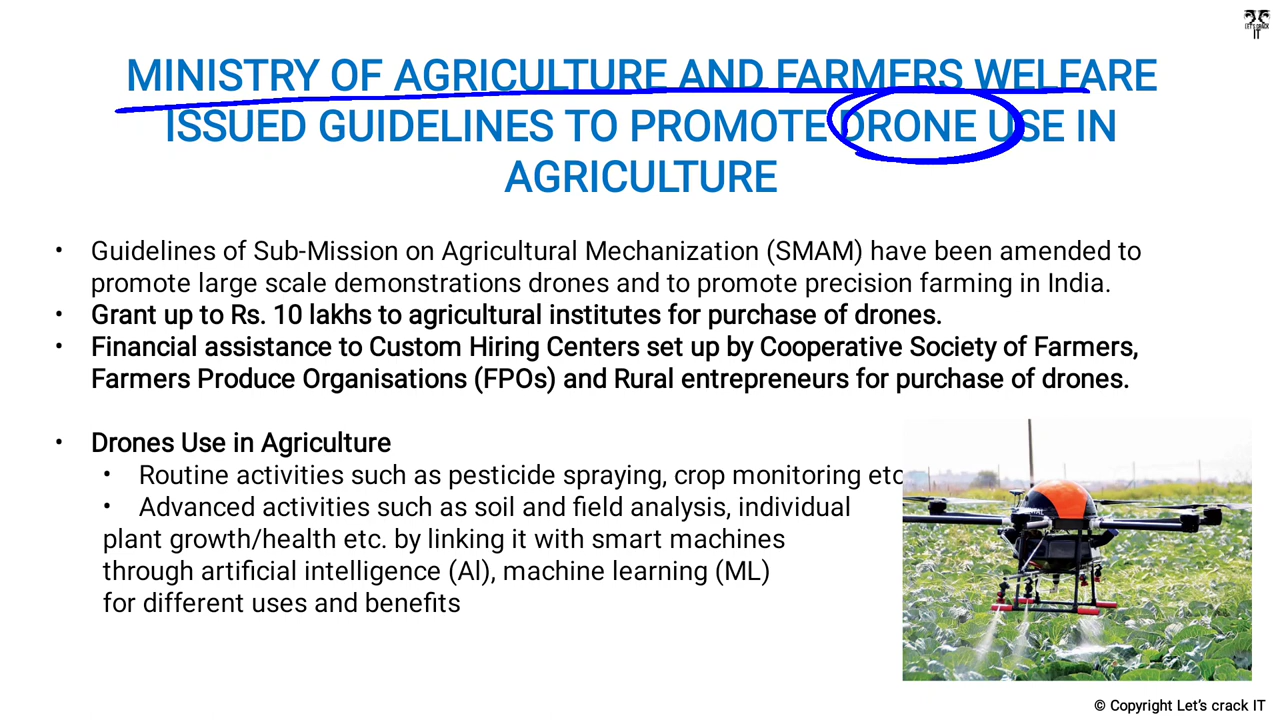 LET'S CRACK
IT
MINISTRY OF AGRICULTURE AND FARMERS WELFARE
ISSUED GUIDELINES TO PROMOTE DRONE USE IN
AGRICULTURE
• Guidelines of Sub-Mission on Agricultural Mechanization (SMAM) have been amended to
promote large scale demonstrations drones and to promote precision farming in India.
• Grant up to Rs. 10 lakhs to agricultural institutes for purchase of drones.
• Financial assistance to Custom Hiring Centers set up by Cooperative Society of Farmers,
Farmers Produce Organisations (FPOs) and Rural entrepreneurs for purchase of drones.
• Drones Use in Agriculture
• Routine activities such as pesticide spraying, crop monitoring etc
• Advanced activities such as soil and field analysis, individual
plant growth/health etc. by linking it with smart machines
through artificial intelligence (Al), machine learning (ML)
for different uses and benefits
© Copyright Let's crack IT